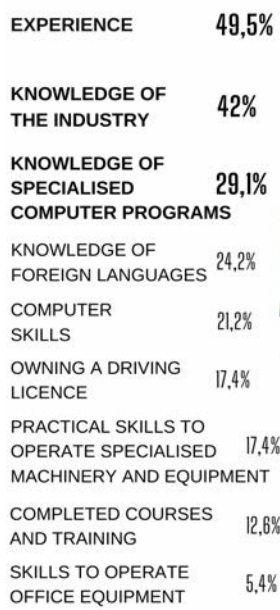 EXPERIENCE 49,5%
KNOWLEDGE OF
THE INDUSTRY 42%
KNOWLEDGE OF
SPECIALISED 29,1%
COMPUTER PROGRAMS
KNOWLEDGE OF
FOREIGN LANGUAGES 24,2%
COMPUTER
SKILLS 21,2%
OWNING A DRIVING
LICENCE 17,4%
PRACTICAL SKILLS TO
OPERATE SPECIALISED 17,4%
MACHINERY AND EQUIPMENT
COMPLETED COURSES
AND TRAINING 12,6%
SKILLS TO OPERATE
OFFICE EQUIPMENT 5,4%